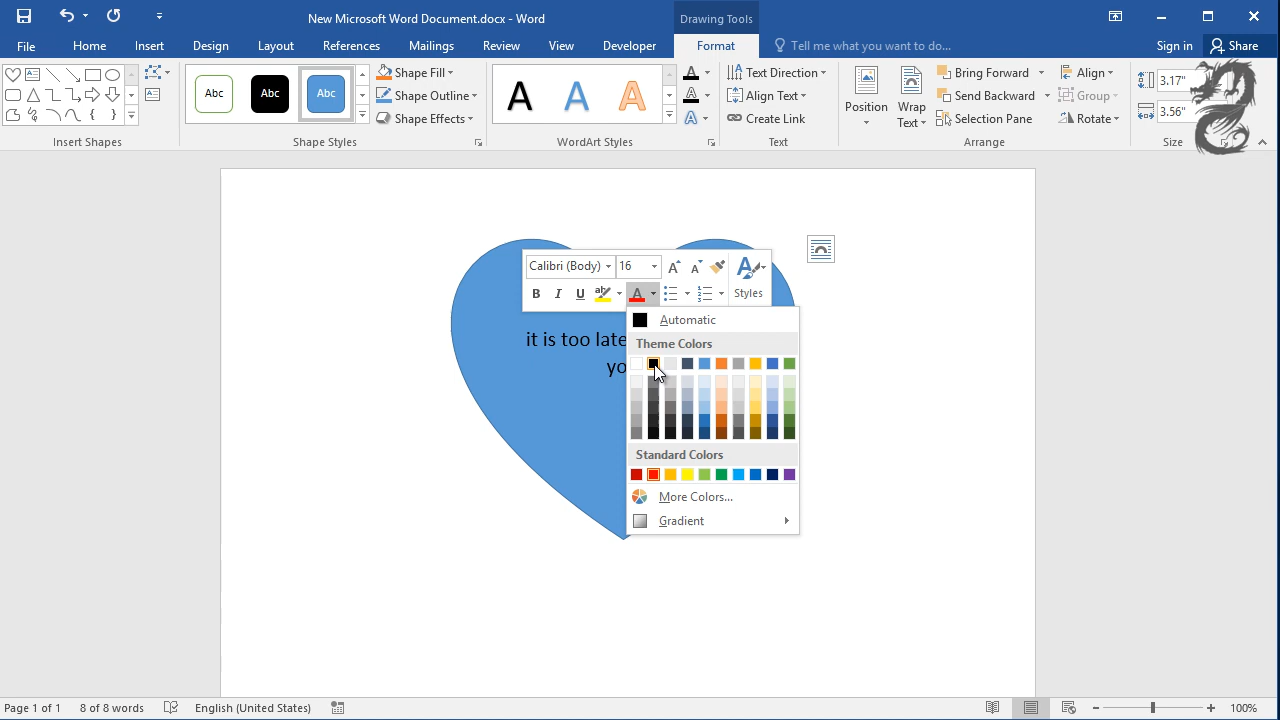 New Microsoft Word Document.docx - Word
Drawing Tools
File Home Insert Design Layout References Mailings Review View Developer Format Tell me what you want to do... Sign in Share
Abc Abc Abc
Shape Fill
Shape Outline
Shape Effects
A A A
Text Direction
Align Text
Create Link
Position
Wrap Text
Bring Forward
Send Backward
Selection Pane
Align
Group
Rotate
3.17"
3.56"
Insert Shapes Shape Styles WordArt Styles Text Arrange Size
Calibri (Body) 16
B I U Styles
it is too late
yo
Automatic
Theme Colors
Standard Colors
More Colors...
Gradient
Page 1 of 1 8 of 8 words English (United States) 100%